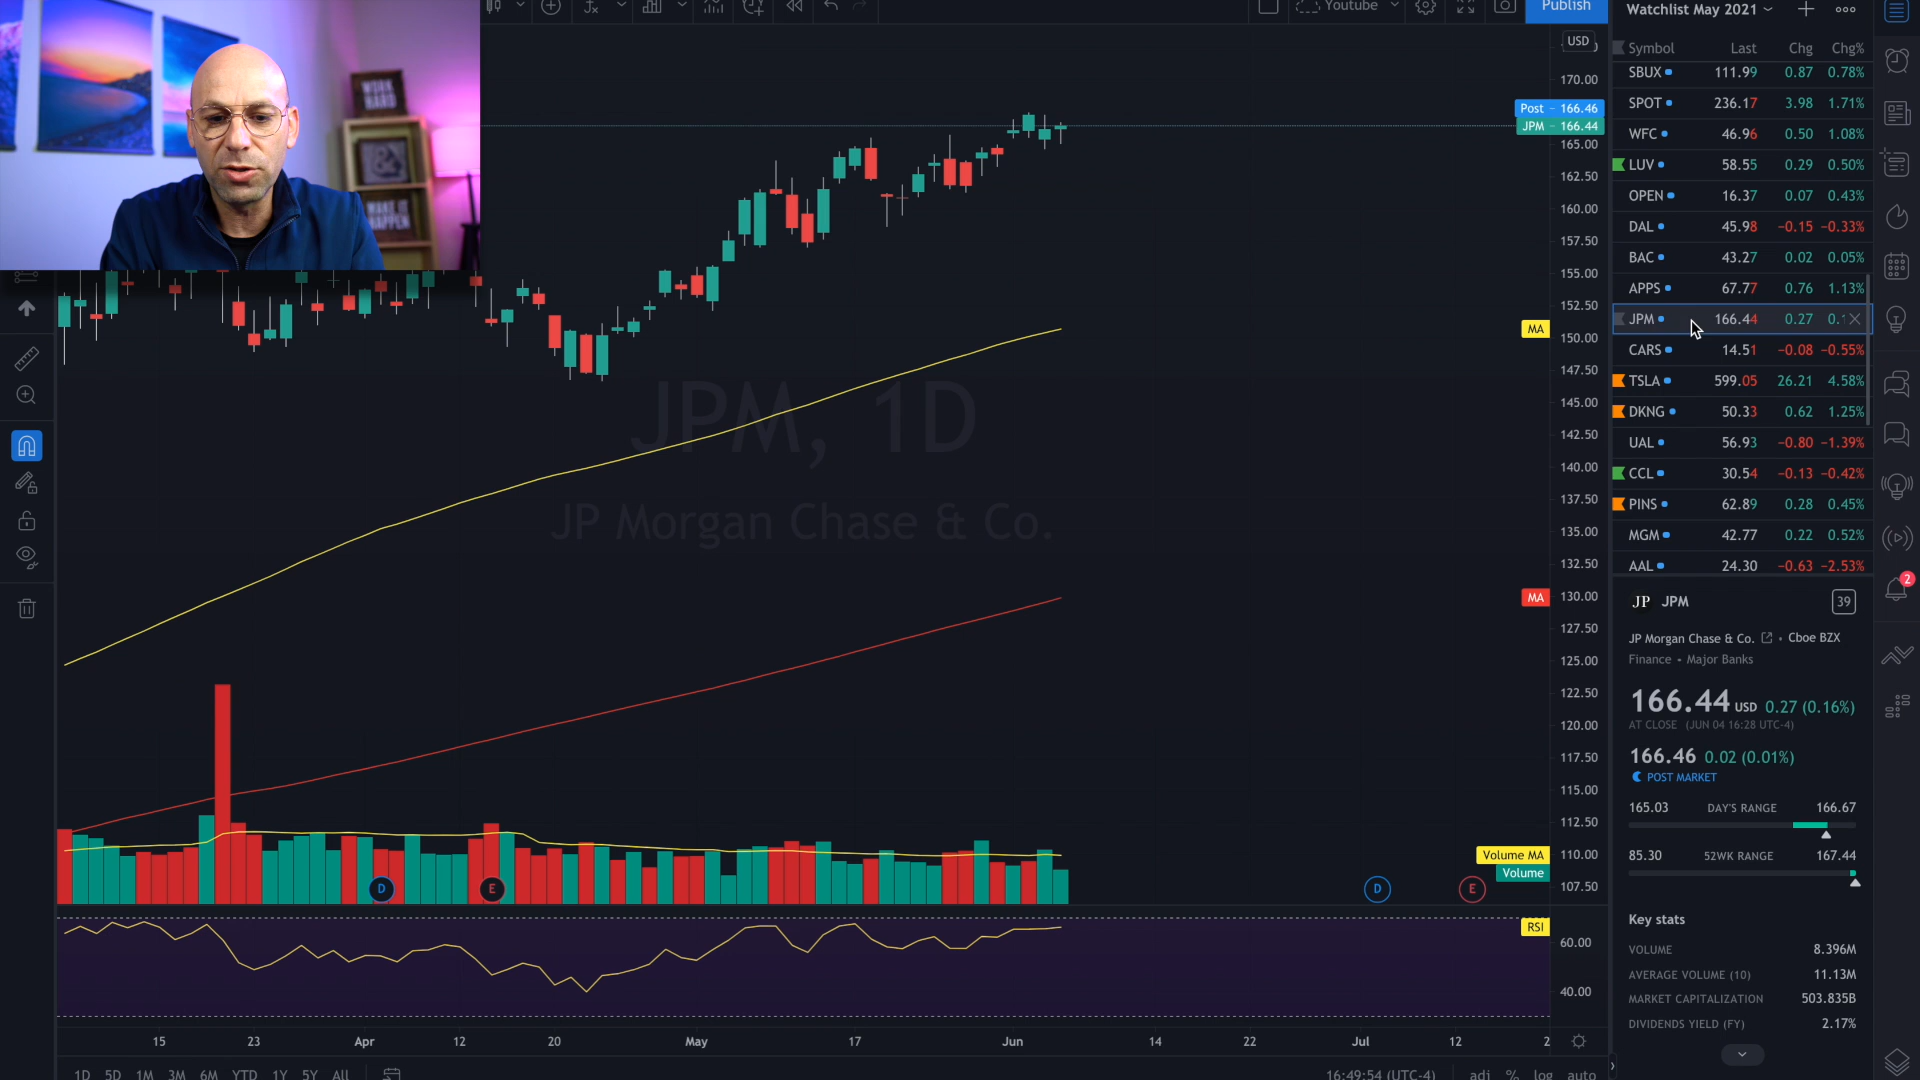 WORK
HARD
&
MAKE IT
HAPPEN
Youtube
Publish
USD
170.00
Post - 166.46
JPM - 166.44
165.00
162.50
160.00
157.50
155.00
152.50
MA
150.00
147.50
145.00
142.50
140.00
137.50
135.00
132.50
MA
130.00
127.50
125.00
122.50
120.00
117.50
115.00
112.50
Volume MA
110.00
Volume
107.50
JPM, 1D
JP Morgan Chase & Co.
D
E
D
E
RSI
60.00
40.00
15
23
Apr
12
20
May
17
Jun
14
22
Jul
12
2
1D 5D 1M 3M 6M YTD 1Y 5Y All
16:49:54 (UTC-4) adj % log auto
Watchlist May 2021
Symbol Last Chg Chg%
SBUX 111.99 0.87 0.78%
SPOT 236.17 3.98 1.71%
WFC 46.96 0.50 1.08%
LUV 58.55 0.29 0.50%
OPEN 16.37 0.07 0.43%
DAL 45.98 −0.15 −0.33%
BAC 43.27 0.02 0.05%
APPS 67.77 0.76 1.13%
JPM 166.44 0.27 0.1
CARS 14.51 −0.08 −0.55%
TSLA 599.05 26.21 4.58%
DKNG 50.33 0.62 1.25%
UAL 56.93 −0.80 −1.39%
CCL 30.54 −0.13 −0.42%
PINS 62.89 0.28 0.45%
MGM 42.77 0.22 0.52%
AAL 24.30 −0.63 −2.53%
2
JP JPM 39
JP Morgan Chase & Co. • Cboe BZX
Finance • Major Banks
166.44 USD 0.27 (0.16%)
AT CLOSE (JUN 04 16:28 UTC-4)
166.46 0.02 (0.01%)
POST MARKET
165.03 DAY'S RANGE 166.67
85.30 52WK RANGE 167.44
Key stats
VOLUME 8.396M
AVERAGE VOLUME (10) 11.13M
MARKET CAPITALIZATION 503.835B
DIVIDENDS YIELD (FY) 2.17%